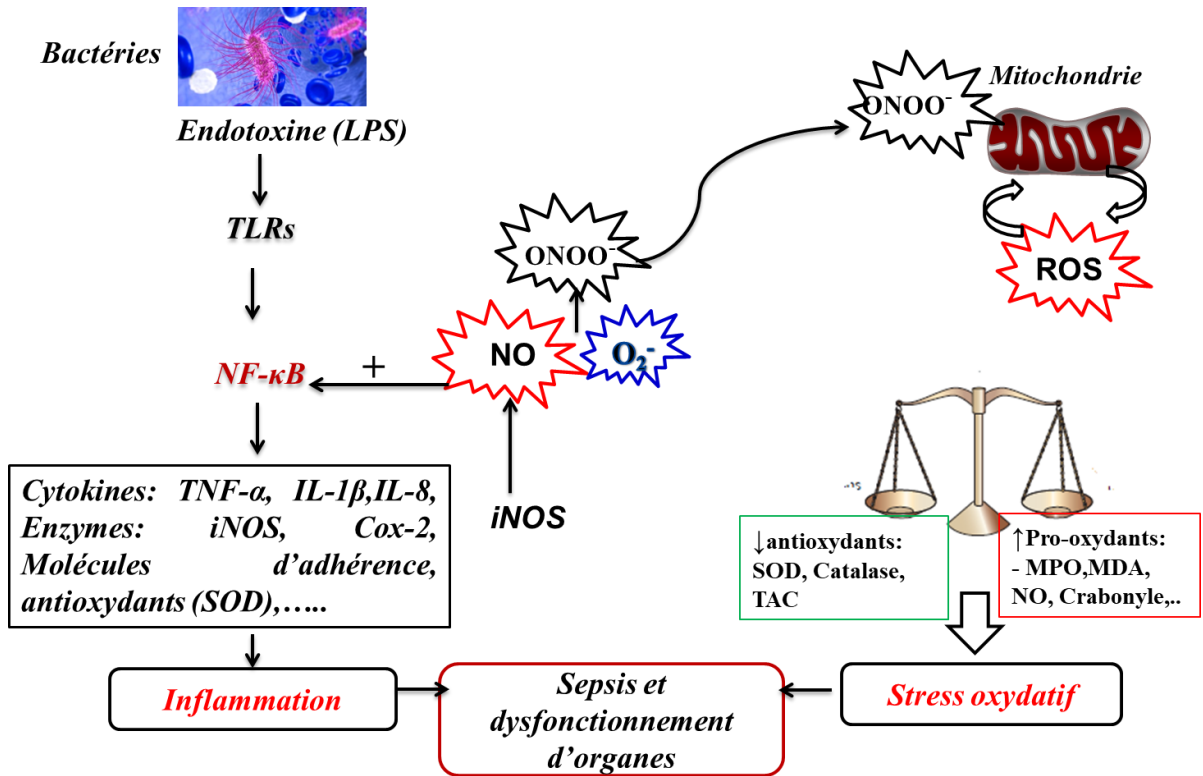 Bactéries
Endotoxine (LPS)
TLRs
NF-κB
+
NO
O₂⁻
ONOO⁻
ONOO⁻
Mitochondrie
ROS
iNOS
Cytokines: TNF-α, IL-1β,IL-8,
Enzymes: iNOS, Cox-2,
Molécules d’adhérence,
antioxydants (SOD),…..
↓antioxydants:
SOD, Catalase,
TAC
↑Pro-oxydants:
- MPO,MDA,
NO, Crabonyle,..
Inflammation
Sepsis et
dysfonctionnement
d’organes
Stress oxydatif